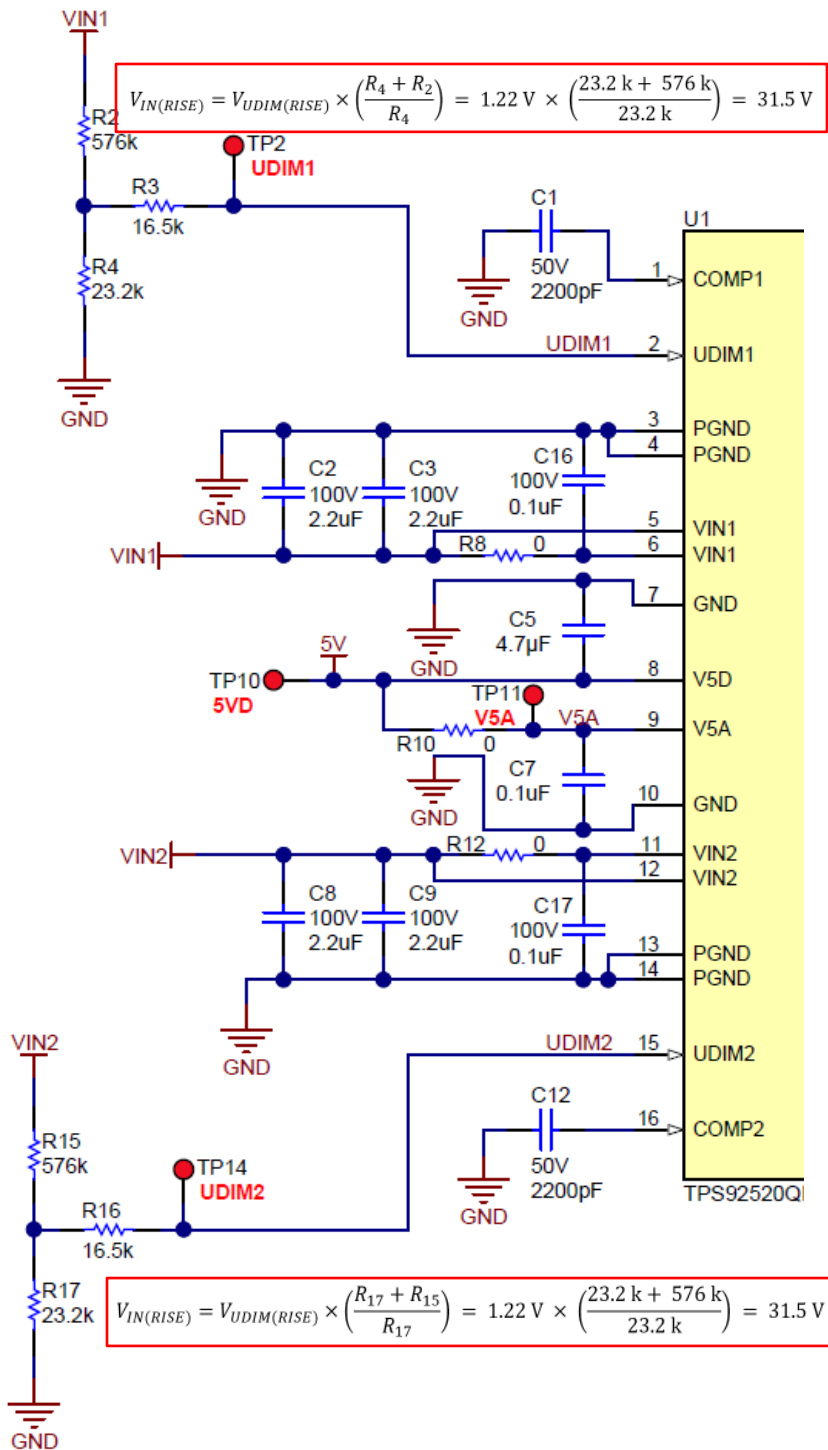 VIN1
V_IN(RISE) = V_UDIM(RISE) × ((R_4 + R_2) / R_4) = 1.22 V × ((23.2 k + 576 k) / 23.2 k) = 31.5 V
R2
576k
TP2
UDIM1
R3
16.5k
R4
23.2k
GND
C1
50V
2200pF
GND
U1
1 COMP1
UDIM1 2 UDIM1
3 PGND
4 PGND
C2
100V
2.2uF
C3
100V
2.2uF
C16
100V
0.1uF
GND
5 VIN1
VIN1 R8 0 6 VIN1
7 GND
C5
4.7µF
GND
5V
TP10
5VD
8 V5D
TP11
V5A V5A 9 V5A
R10 0
C7
0.1uF
GND
10 GND
VIN2 R12 0 11 VIN2
12 VIN2
C8
100V
2.2uF
C9
100V
2.2uF
C17
100V
0.1uF
13 PGND
14 PGND
GND
VIN2
UDIM2 15 UDIM2
C12
50V
2200pF
GND
16 COMP2
TPS92520Q
R15
576k
TP14
UDIM2
R16
16.5k
R17
23.2k
V_IN(RISE) = V_UDIM(RISE) × ((R_17 + R_15) / R_17) = 1.22 V × ((23.2 k + 576 k) / 23.2 k) = 31.5 V
GND